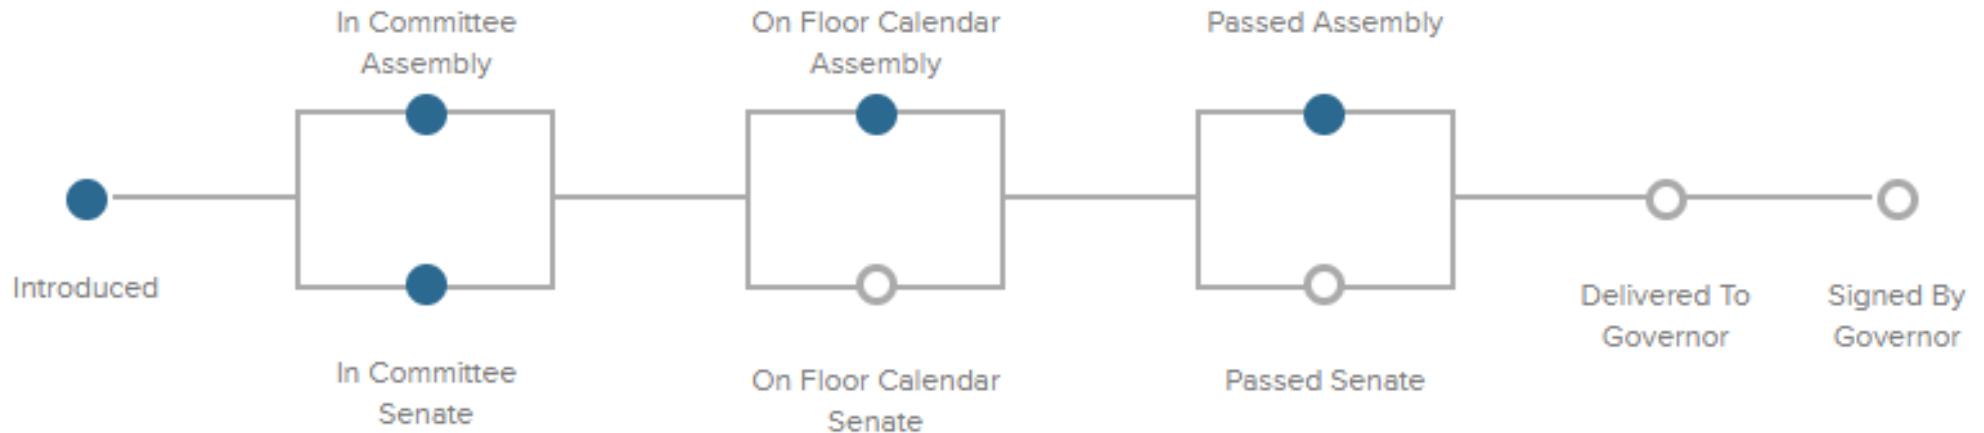 In Committee
Assembly
On Floor Calendar
Assembly
Passed Assembly
Introduced
In Committee
Senate
On Floor Calendar
Senate
Passed Senate
Delivered To
Governor
Signed By
Governor